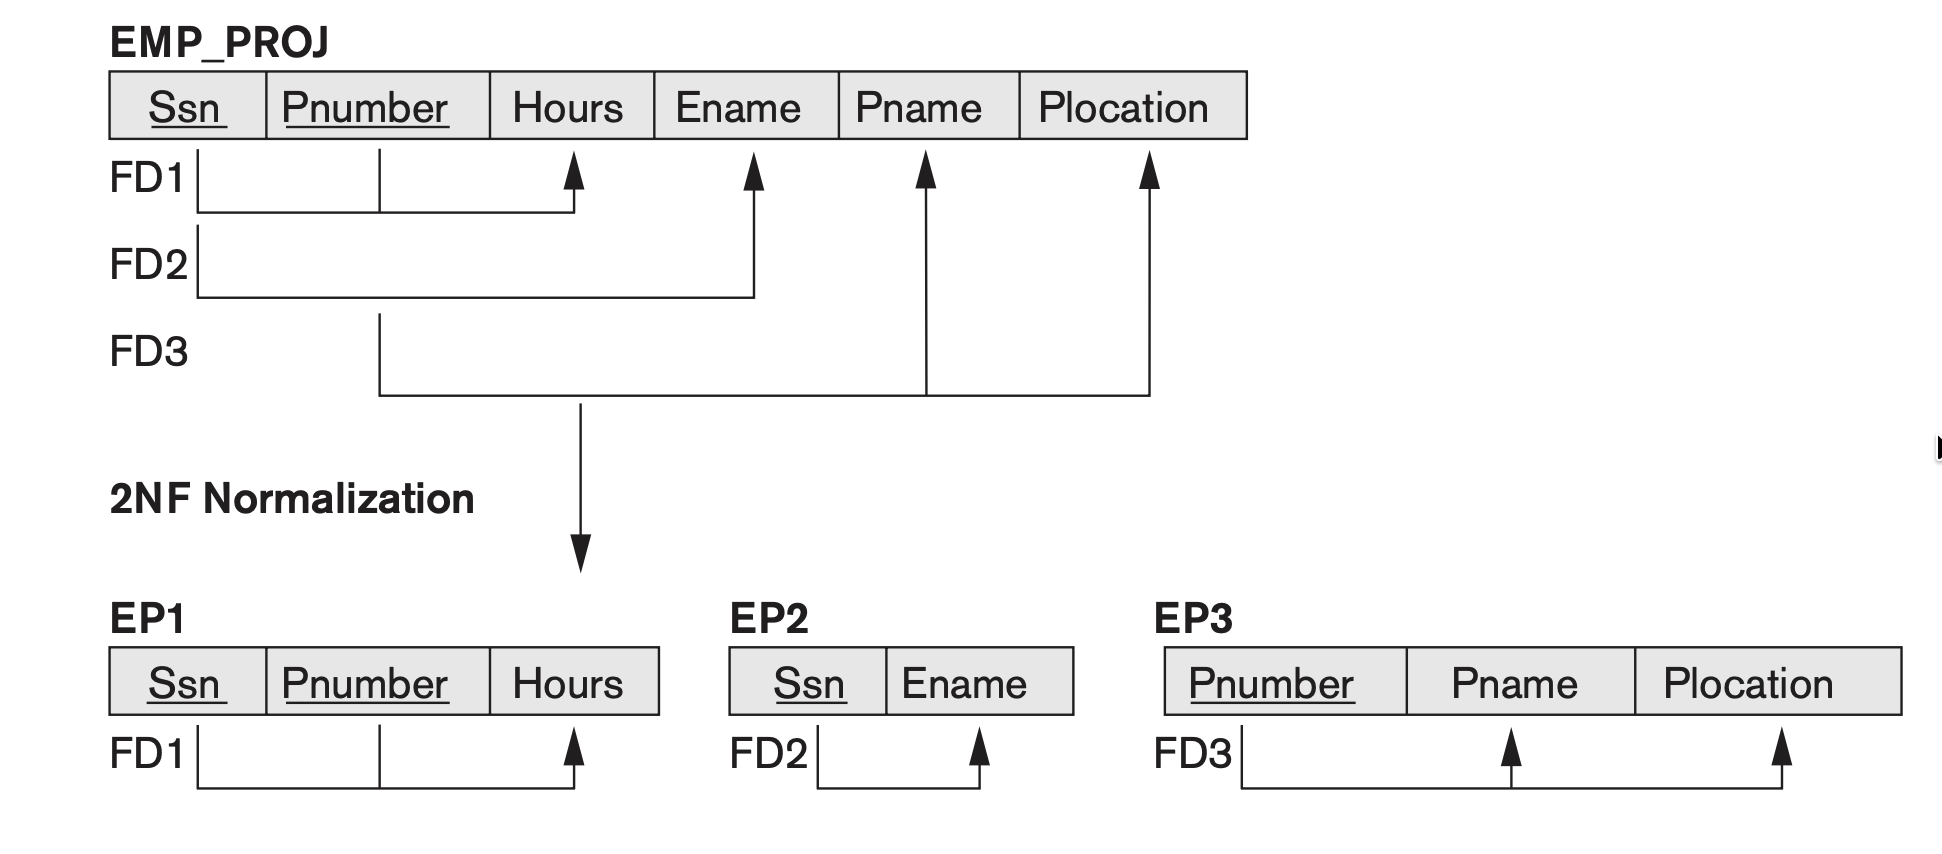 EMP_PROJ
Ssn Pnumber Hours Ename Pname Plocation
FD1
FD2
FD3
2NF Normalization
EP1 EP2 EP3
Ssn Pnumber Hours Ssn Ename Pnumber Pname Plocation
FD1 FD2 FD3